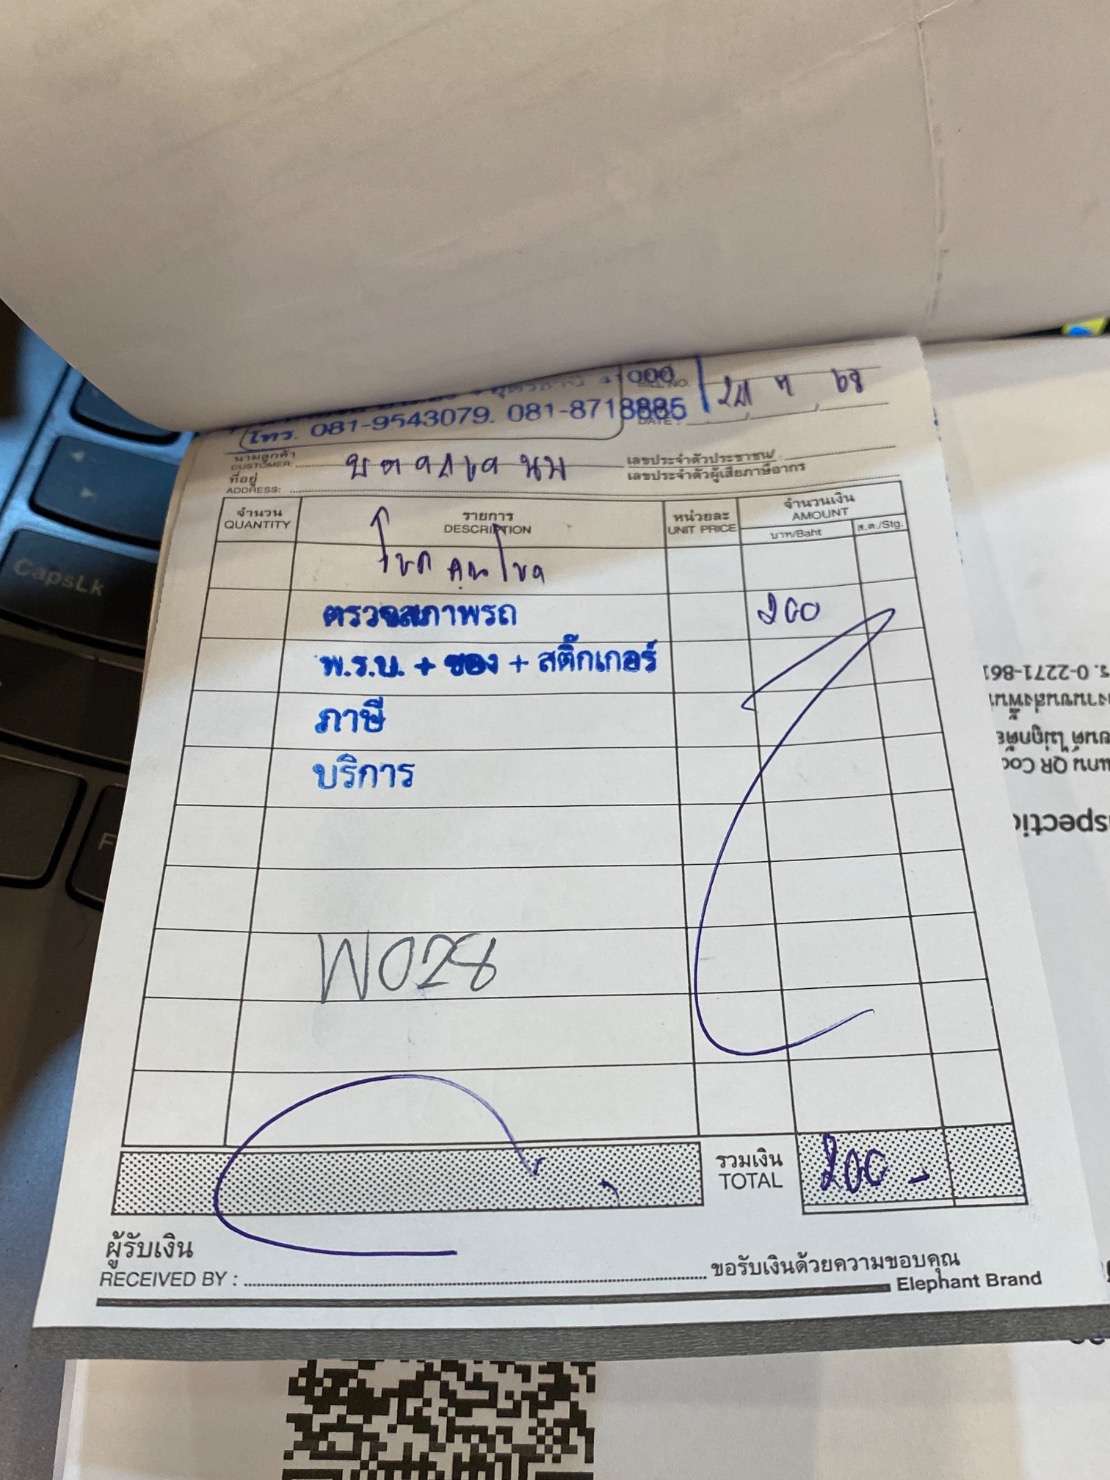 1000
โทร. 081-9543079. 081-8718885
DATE :
68
นามลูกค้า
CUSTOMER:
ที่อยู่
ADDRESS:
เลขประจำตัวประชาชน/
เลขประจำตัวผู้เสียภาษีอากร
จำนวน
QUANTITY
รายการ
DESCRIPTION
หน่วยละ
UNIT PRICE
จำนวนเงิน
AMOUNT
บาท/Baht
ส.ต./Stg.
ตรวจสภาพรถ 200
พ.ร.บ. + ซอง + สติ๊กเกอร์
ภาษี
บริการ
W028
รวมเงิน
TOTAL
200 -
ผู้รับเงิน
RECEIVED BY :
ขอรับเงินด้วยความขอบคุณ
Elephant Brand
CapsLk